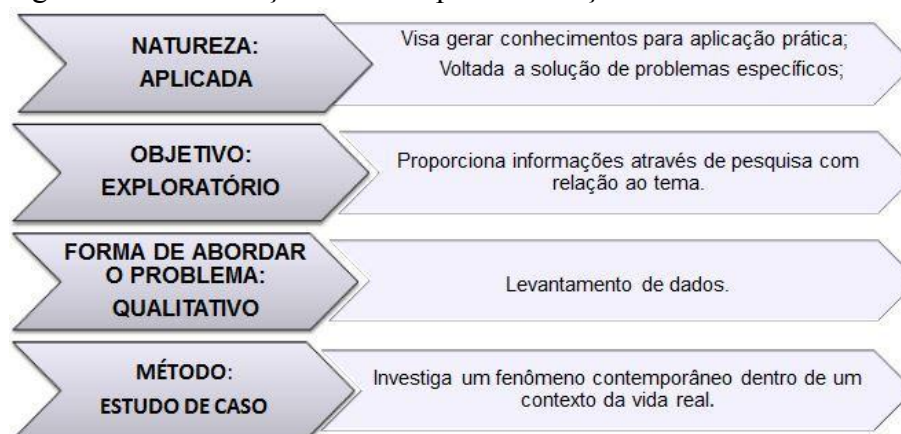 NATUREZA:
APLICADA
Visa gerar conhecimentos para aplicação prática;
Voltada a solução de problemas específicos;
OBJETIVO:
EXPLORATÓRIO
Proporciona informações através de pesquisa com
relação ao tema.
FORMA DE ABORDAR
O PROBLEMA:
QUALITATIVO
Levantamento de dados.
MÉTODO:
ESTUDO DE CASO
Investiga um fenômeno contemporâneo dentro de um
contexto da vida real.